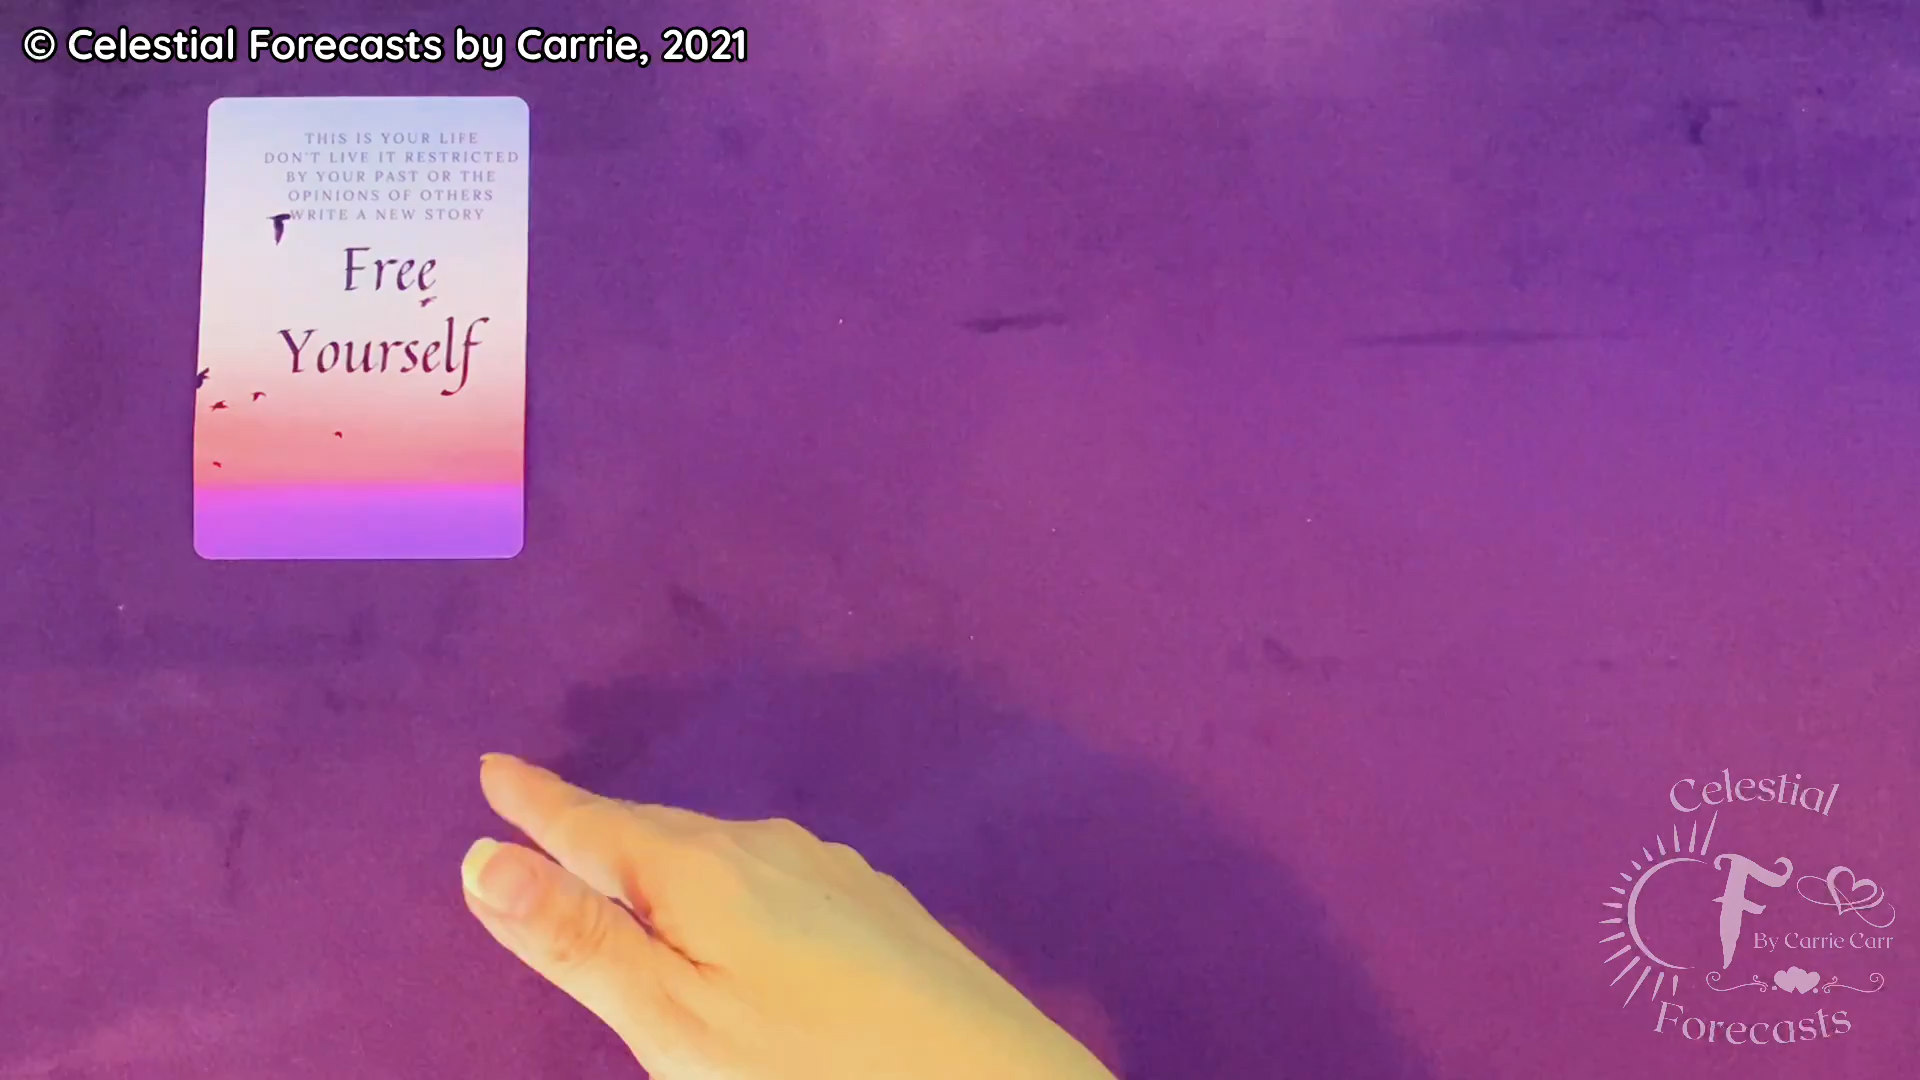 © Celestial Forecasts by Carrie, 2021
THIS IS YOUR LIFE
DON'T LIVE IT RESTRICTED
BY YOUR PAST OR THE
OPINIONS OF OTHERS
WRITE A NEW STORY
Free
Yourself
Celestial
F
By Carrie Carr
Forecasts